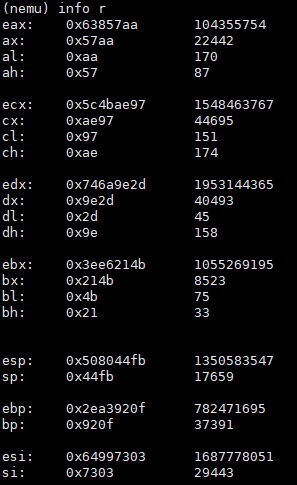 (nemu) info r
eax: 0x63857aa 104355754
ax: 0x57aa 22442
al: 0xaa 170
ah: 0x57 87
ecx: 0x5c4bae97 1548463767
cx: 0xae97 44695
cl: 0x97 151
ch: 0xae 174
edx: 0x746a9e2d 1953144365
dx: 0x9e2d 40493
dl: 0x2d 45
dh: 0x9e 158
ebx: 0x3ee6214b 1055269195
bx: 0x214b 8523
bl: 0x4b 75
bh: 0x21 33
esp: 0x508044fb 1350583547
sp: 0x44fb 17659
ebp: 0x2ea3920f 782471695
bp: 0x920f 37391
esi: 0x64997303 1687778051
si: 0x7303 29443